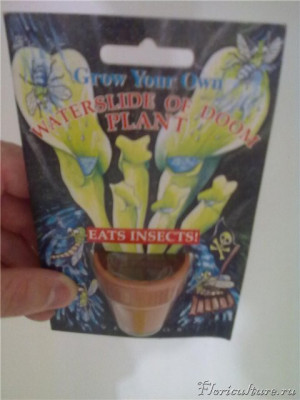 Grow Your Own
WATERSLIDE OF DOOM
PLANT
EATS INSECTS!
Floriculture.ru